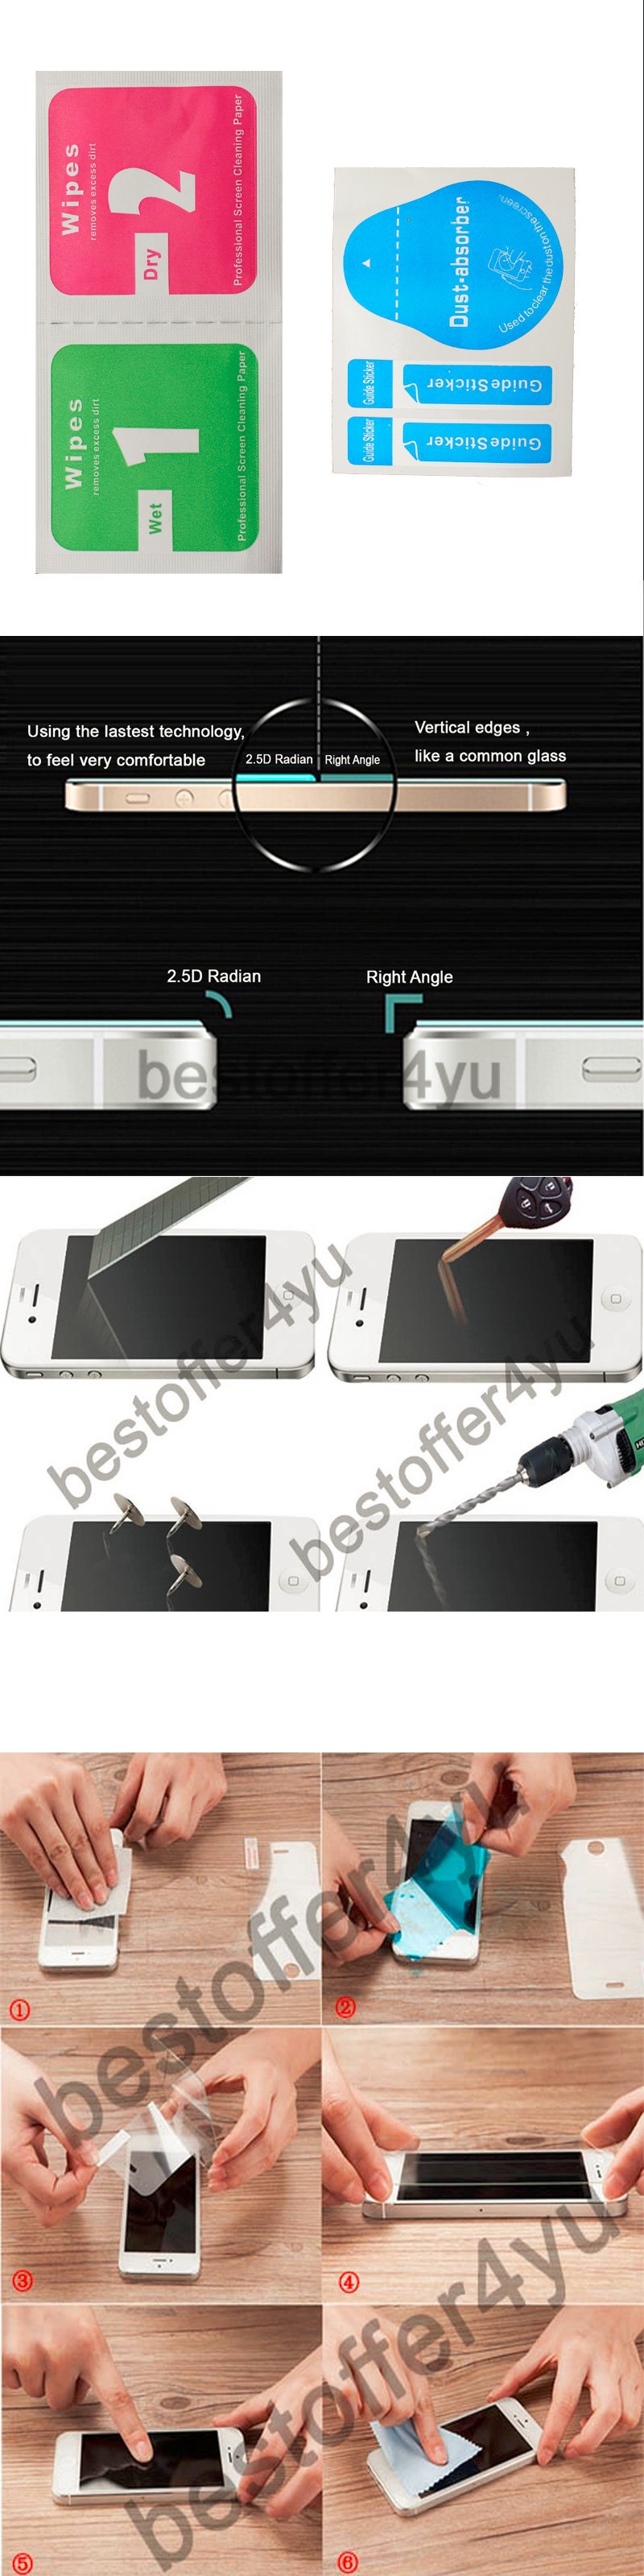 Wipes
removes excess dirt
2
Dry
Professional Screen Cleaning Paper
Wipes
removes excess dirt
1
Wet
Professional Screen Cleaning Paper
Dust-absorber
Used to clear the dust on the screen.
Guide Sticker
Guide Sticker
Guide Sticker
Guide Sticker
Using the lastest technology,
to feel very comfortable
2.5D Radian
Right Angle
Vertical edges ,
like a common glass
2.5D Radian
Right Angle
bestoffer4yu
bestoffer4yu
bestoffer4yu
①
②
bestoffer4yu
③
④
⑤
⑥
bestoffer4yu